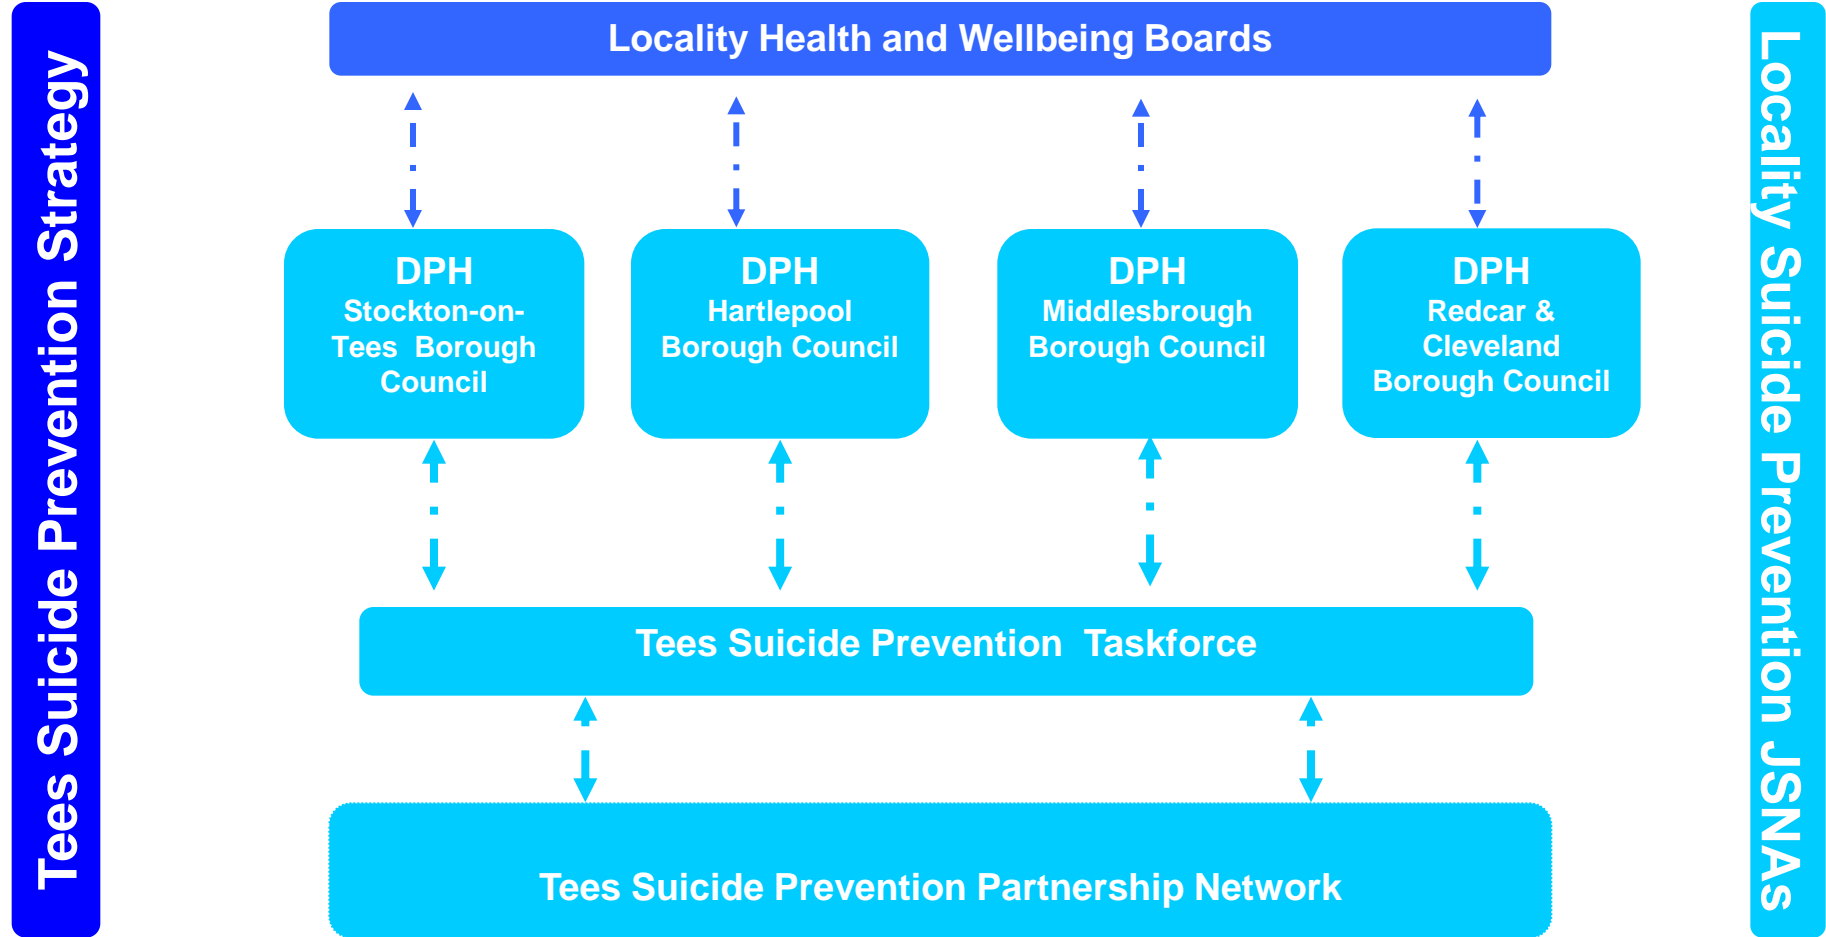 Tees Suicide Prevention Strategy
Locality Health and Wellbeing Boards
DPH
Stockton-on-
Tees  Borough
Council
DPH
Hartlepool
Borough Council
DPH
Middlesbrough
Borough Council
DPH
Redcar &
Cleveland
Borough Council
Tees Suicide Prevention  Taskforce
Tees Suicide Prevention Partnership Network
Locality Suicide Prevention JSNAs